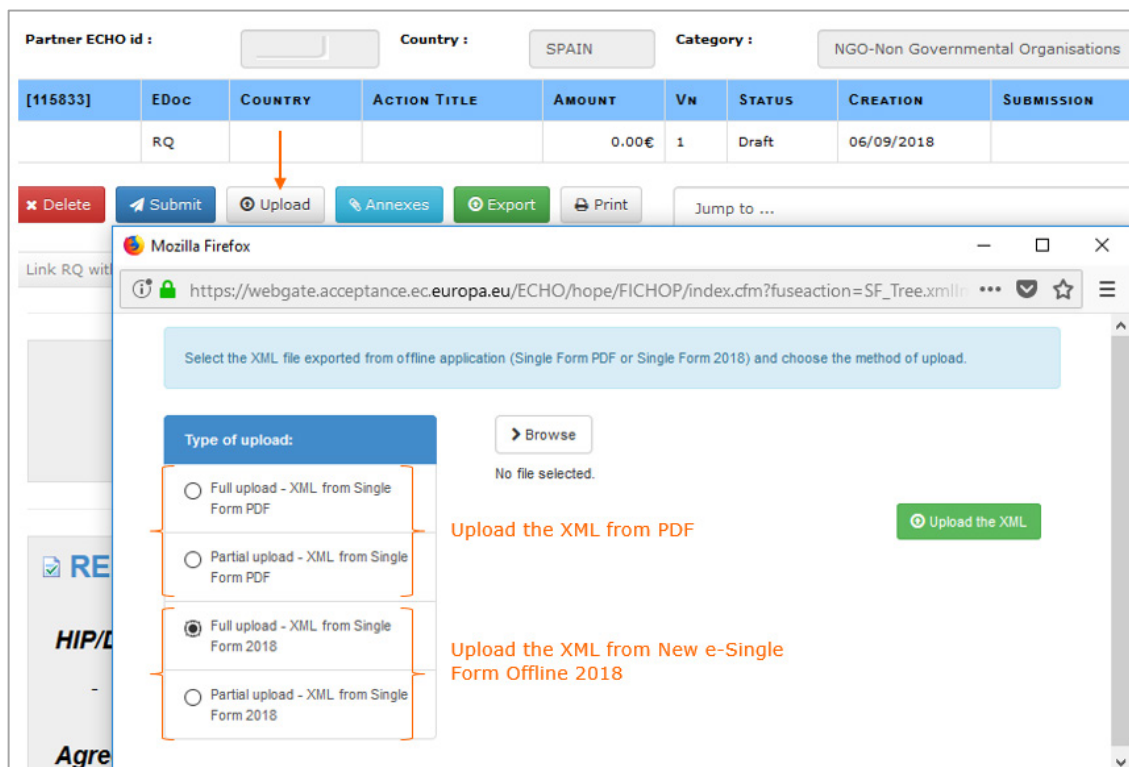 Partner ECHO id : Country : SPAIN Category : NGO-Non Governmental Organisations
[115833] EDOC COUNTRY ACTION TITLE AMOUNT VN STATUS CREATION SUBMISSION
RQ 0.00€ 1 Draft 06/09/2018
Delete Submit Upload Annexes Export Print Jump to ...
Mozilla Firefox
Link RQ wit
https://webgate.acceptance.ec.europa.eu/ECHO/hope/FICHOP/index.cfm?fuseaction=SF_Tree.xmlIn
Select the XML file exported from offline application (Single Form PDF or Single Form 2018) and choose the method of upload.
Type of upload:
Browse
No file selected.
Full upload - XML from Single
Form PDF
Upload the XML from PDF
Upload the XML
Partial upload - XML from Single
Form PDF
RE
Full upload - XML from Single
Form 2018
HIP/D
Upload the XML from New e-Single
Form Offline 2018
-
Partial upload - XML from Single
Form 2018
Agre